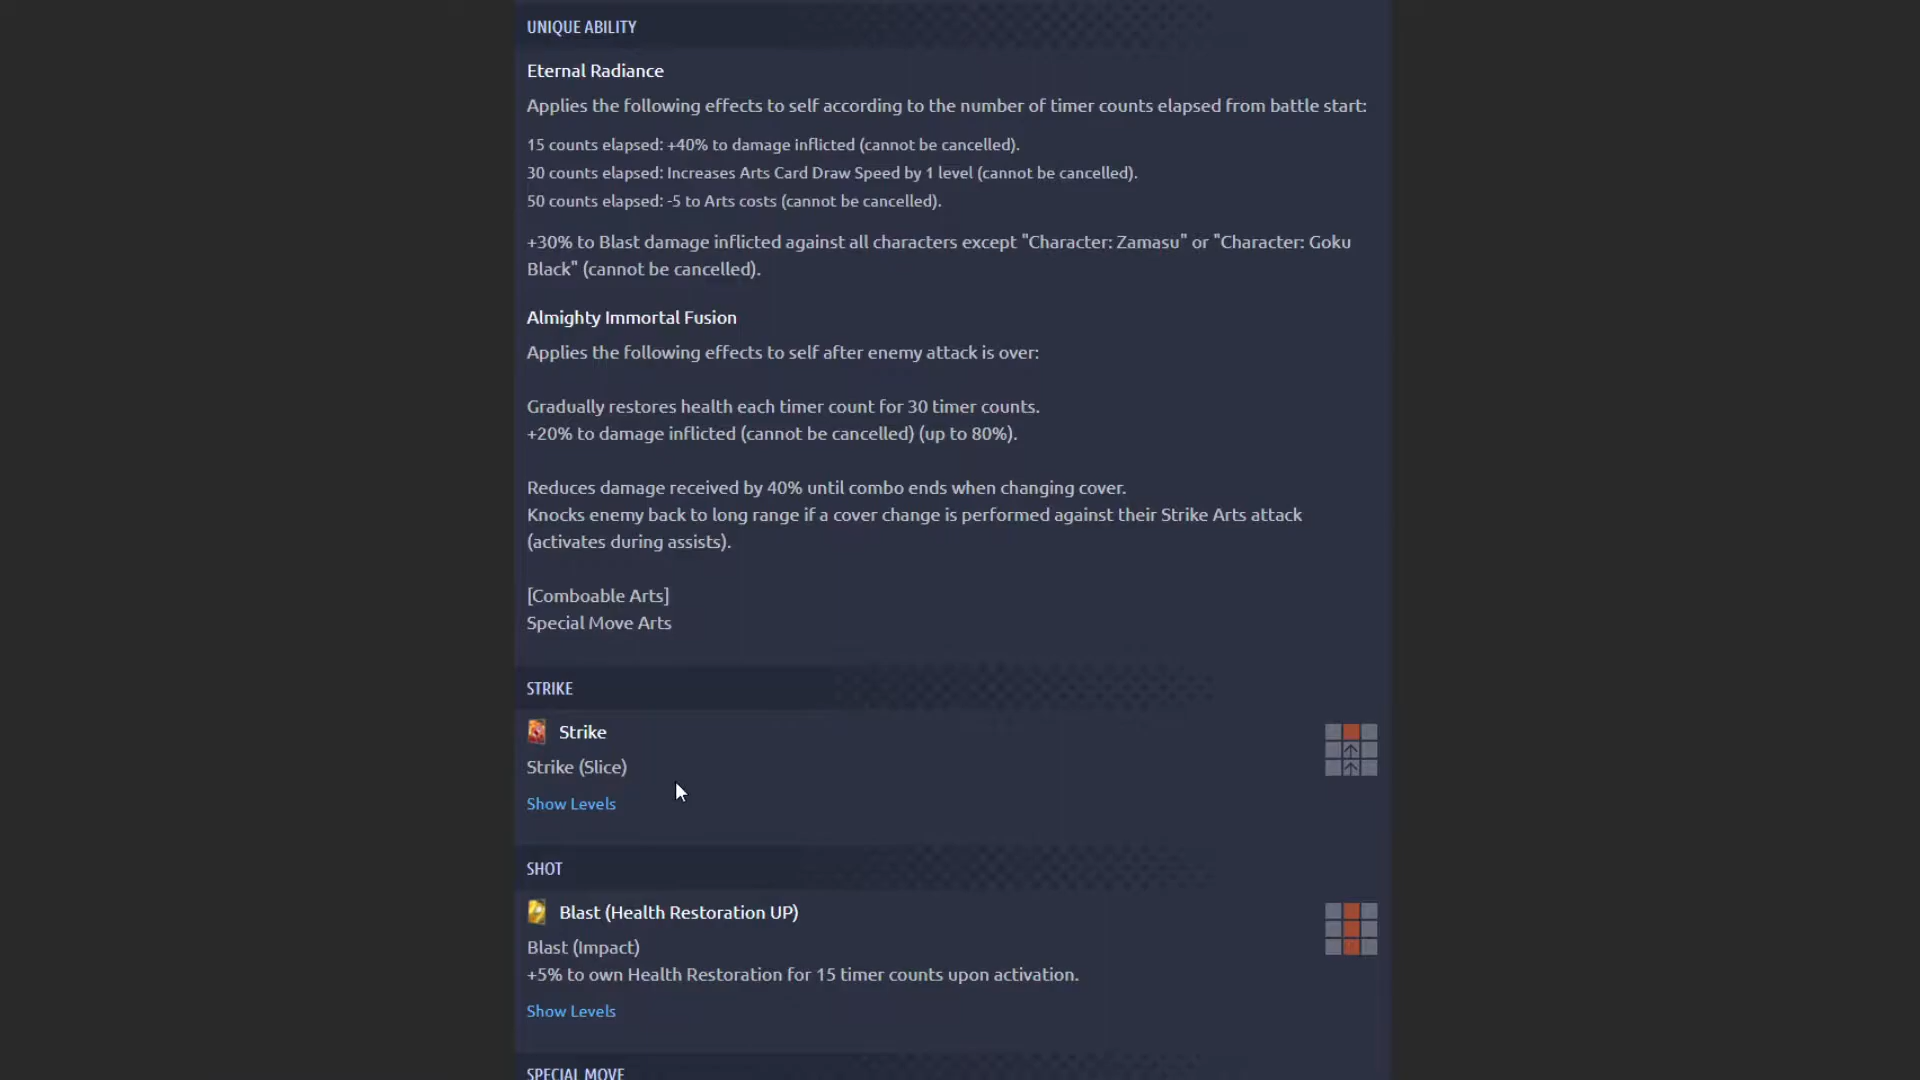 UNIQUE ABILITY
Eternal Radiance
Applies the following effects to self according to the number of timer counts elapsed from battle start:
15 counts elapsed: +40% to damage inflicted (cannot be cancelled).
30 counts elapsed: Increases Arts Card Draw Speed by 1 level (cannot be cancelled).
50 counts elapsed: -5 to Arts costs (cannot be cancelled).
+30% to Blast damage inflicted against all characters except "Character: Zamasu" or "Character: Goku
Black" (cannot be cancelled).
Almighty Immortal Fusion
Applies the following effects to self after enemy attack is over:
Gradually restores health each timer count for 30 timer counts.
+20% to damage inflicted (cannot be cancelled) (up to 80%).
Reduces damage received by 40% until combo ends when changing cover.
Knocks enemy back to long range if a cover change is performed against their Strike Arts attack
(activates during assists).
[Comboable Arts]
Special Move Arts
STRIKE
Strike
Strike (Slice)
Show Levels
SHOT
Blast (Health Restoration UP)
Blast (Impact)
+5% to own Health Restoration for 15 timer counts upon activation.
Show Levels
SPECIAL MOVE